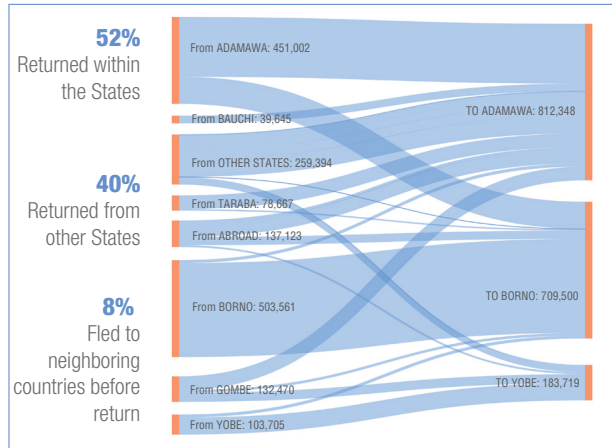 52%
Returned within
the States
40%
Returned from
other States
8%
Fled to
neighboring
countries before
return
From ADAMAWA: 451,002
From BAUCHI: 39,645
From OTHER STATES: 259,394
From TARABA: 78,667
From ABROAD: 137,123
From BORNO: 503,561
From GOMBE: 132,470
From YOBE: 103,705
TO ADAMAWA: 812,348
TO BORNO: 709,500
TO YOBE: 183,719